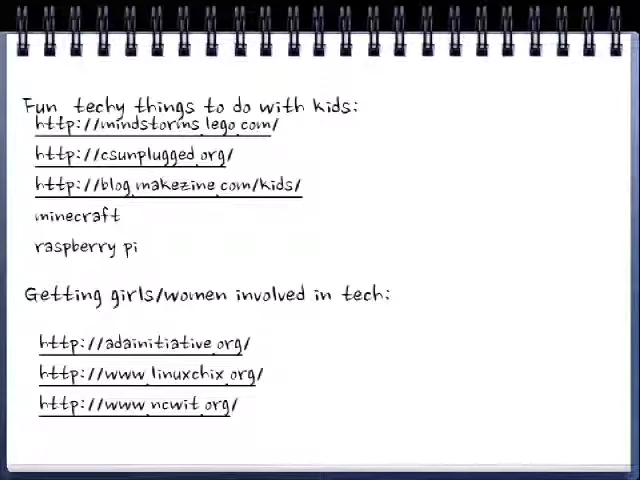 Fun techy things to do with kids:
http://mindstorms.lego.com/
http://csunplugged.org/
http://blog.makezine.com/kids/
minecraft
raspberry pi
Getting girls/women involved in tech:
http://adainitiative.org/
http://www.linuxchix.org/
http://www.ncwit.org/